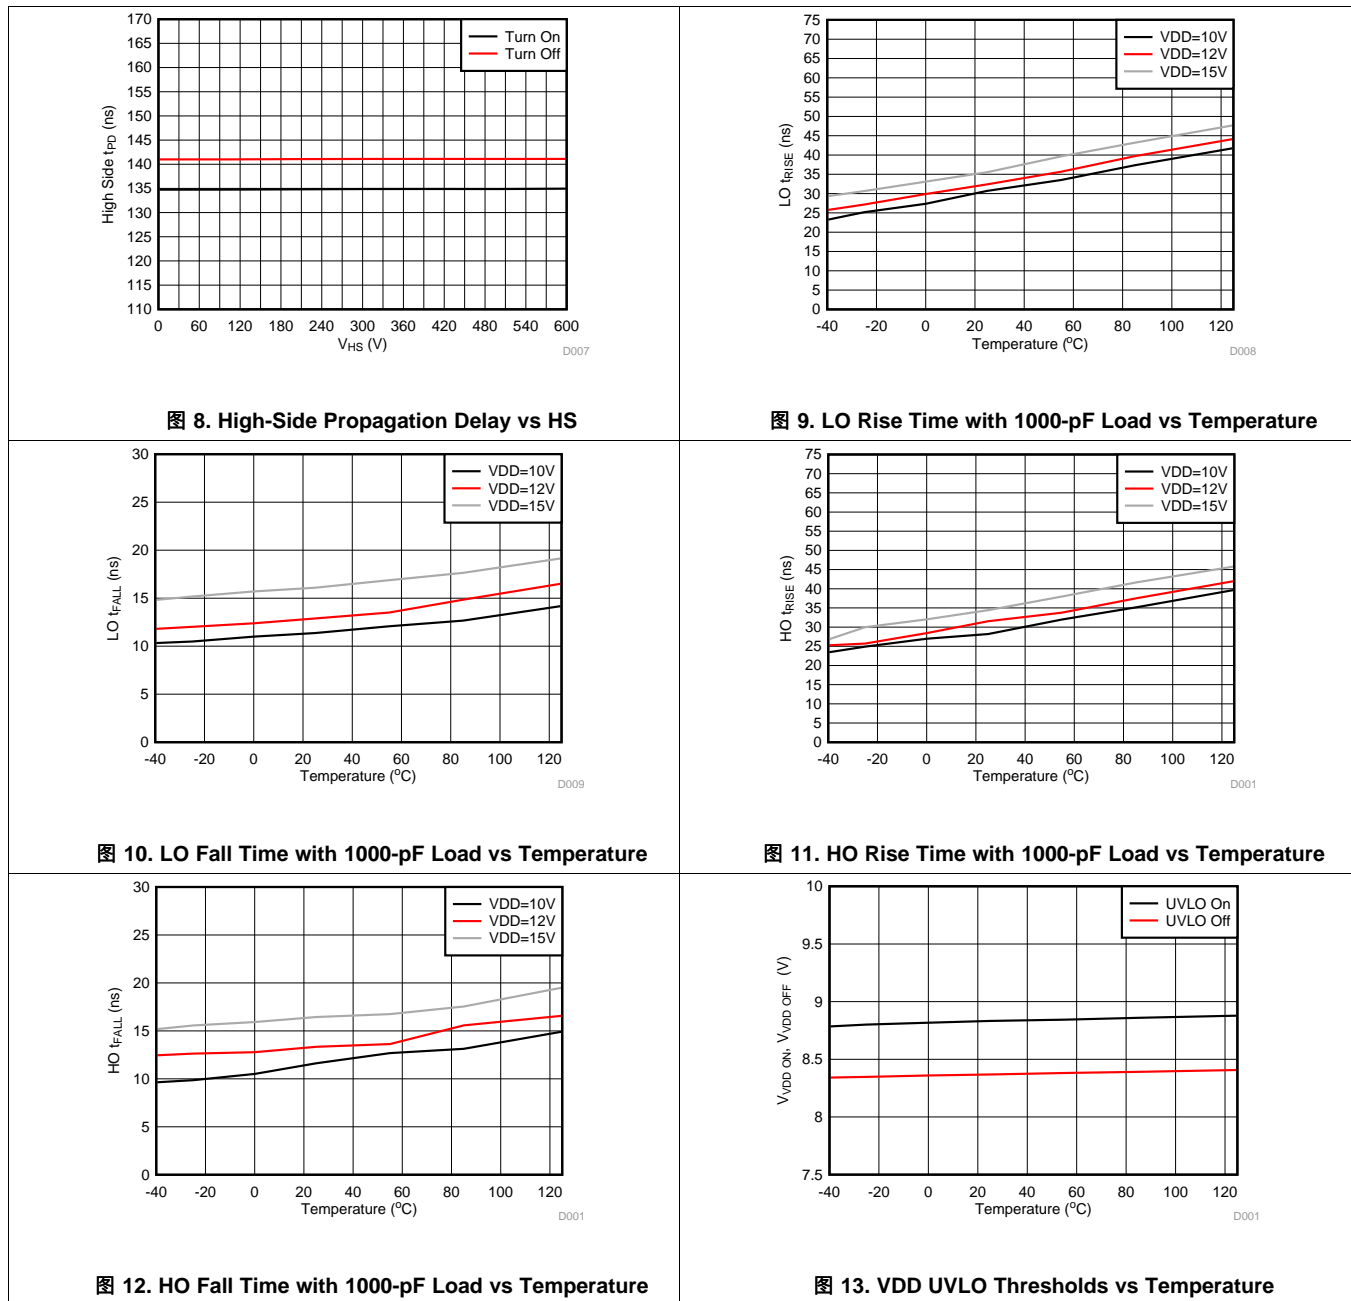 170
165
160
155
150
145
140
135
130
125
120
115
110
High Side tPD (ns)
Turn On
Turn Off
0 60 120 180 240 300 360 420 480 540 600
VHS (V)
D007
图 8. High-Side Propagation Delay vs HS
75
70
65
60
55
50
45
40
35
30
25
20
15
10
5
0
LO tRISE (ns)
VDD=10V
VDD=12V
VDD=15V
-40 -20 0 20 40 60 80 100 120
Temperature (oC)
D008
图 9. LO Rise Time with 1000-pF Load vs Temperature
30
25
20
15
10
5
0
LO tFALL (ns)
VDD=10V
VDD=12V
VDD=15V
-40 -20 0 20 40 60 80 100 120
Temperature (oC)
D009
图 10. LO Fall Time with 1000-pF Load vs Temperature
75
70
65
60
55
50
45
40
35
30
25
20
15
10
5
0
HO tRISE (ns)
VDD=10V
VDD=12V
VDD=15V
-40 -20 0 20 40 60 80 100 120
Temperature (oC)
D001
图 11. HO Rise Time with 1000-pF Load vs Temperature
30
25
20
15
10
5
0
HO tFALL (ns)
VDD=10V
VDD=12V
VDD=15V
-40 -20 0 20 40 60 80 100 120
Temperature (oC)
D001
图 12. HO Fall Time with 1000-pF Load vs Temperature
10
9.5
9
8.5
8
7.5
VVDD ON, VVDD OFF (V)
UVLO On
UVLO Off
-40 -20 0 20 40 60 80 100 120
Temperature (oC)
D001
图 13. VDD UVLO Thresholds vs Temperature